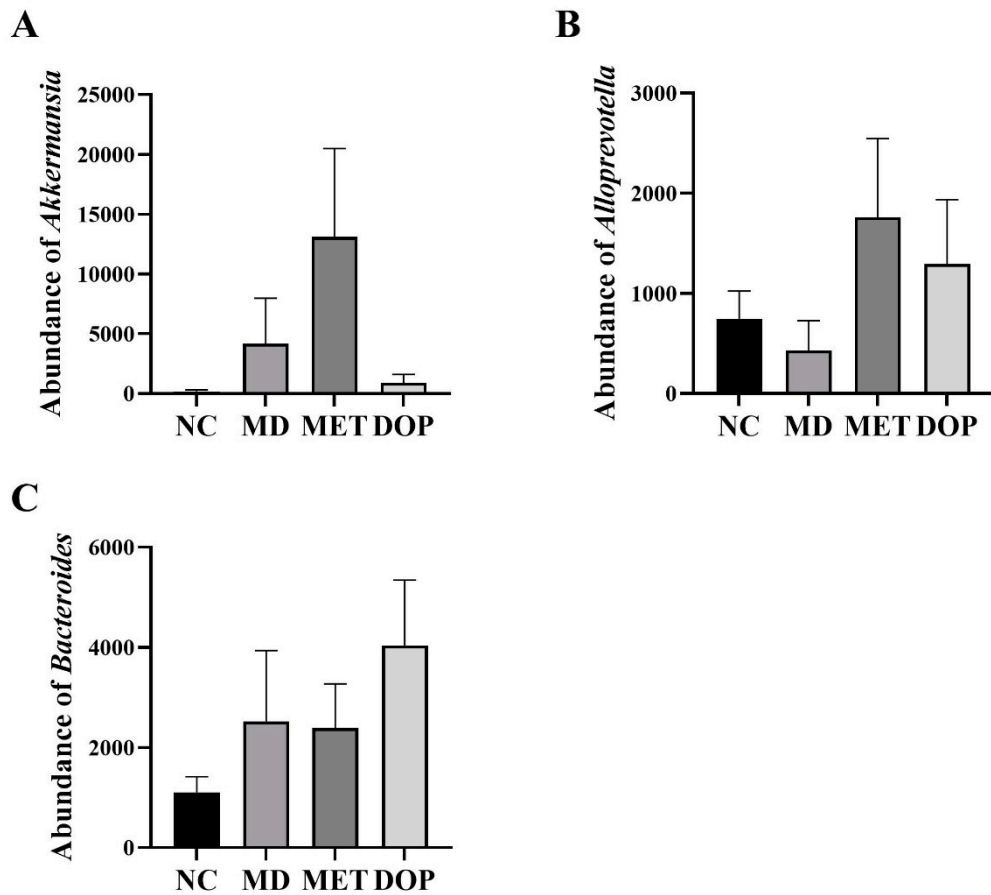 A
Abundance of Akkermansia
25000
20000
15000
10000
5000
0
NC MD MET DOP
B
Abundance of Alloprevotella
3000
2000
1000
0
NC MD MET DOP
C
Abundance of Bacteroides
6000
4000
2000
0
NC MD MET DOP